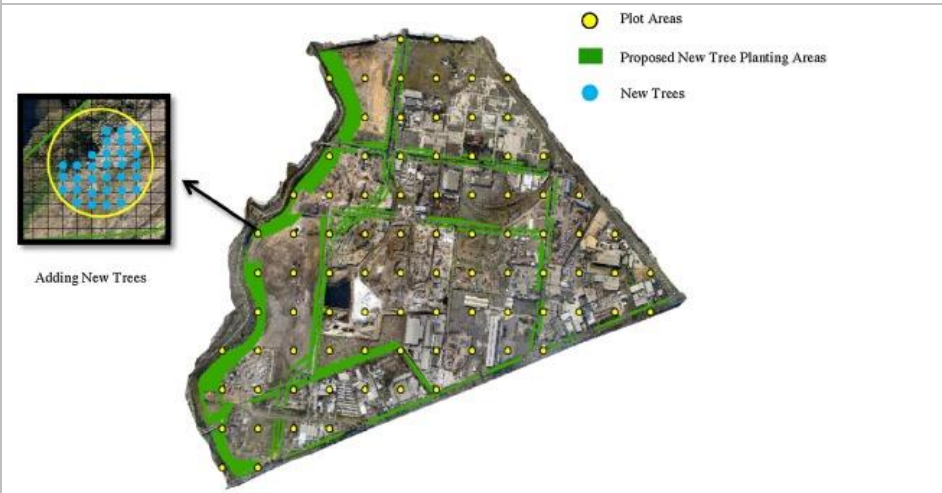 Plot Areas
Proposed New Tree Planting Areas
New Trees
Adding New Trees